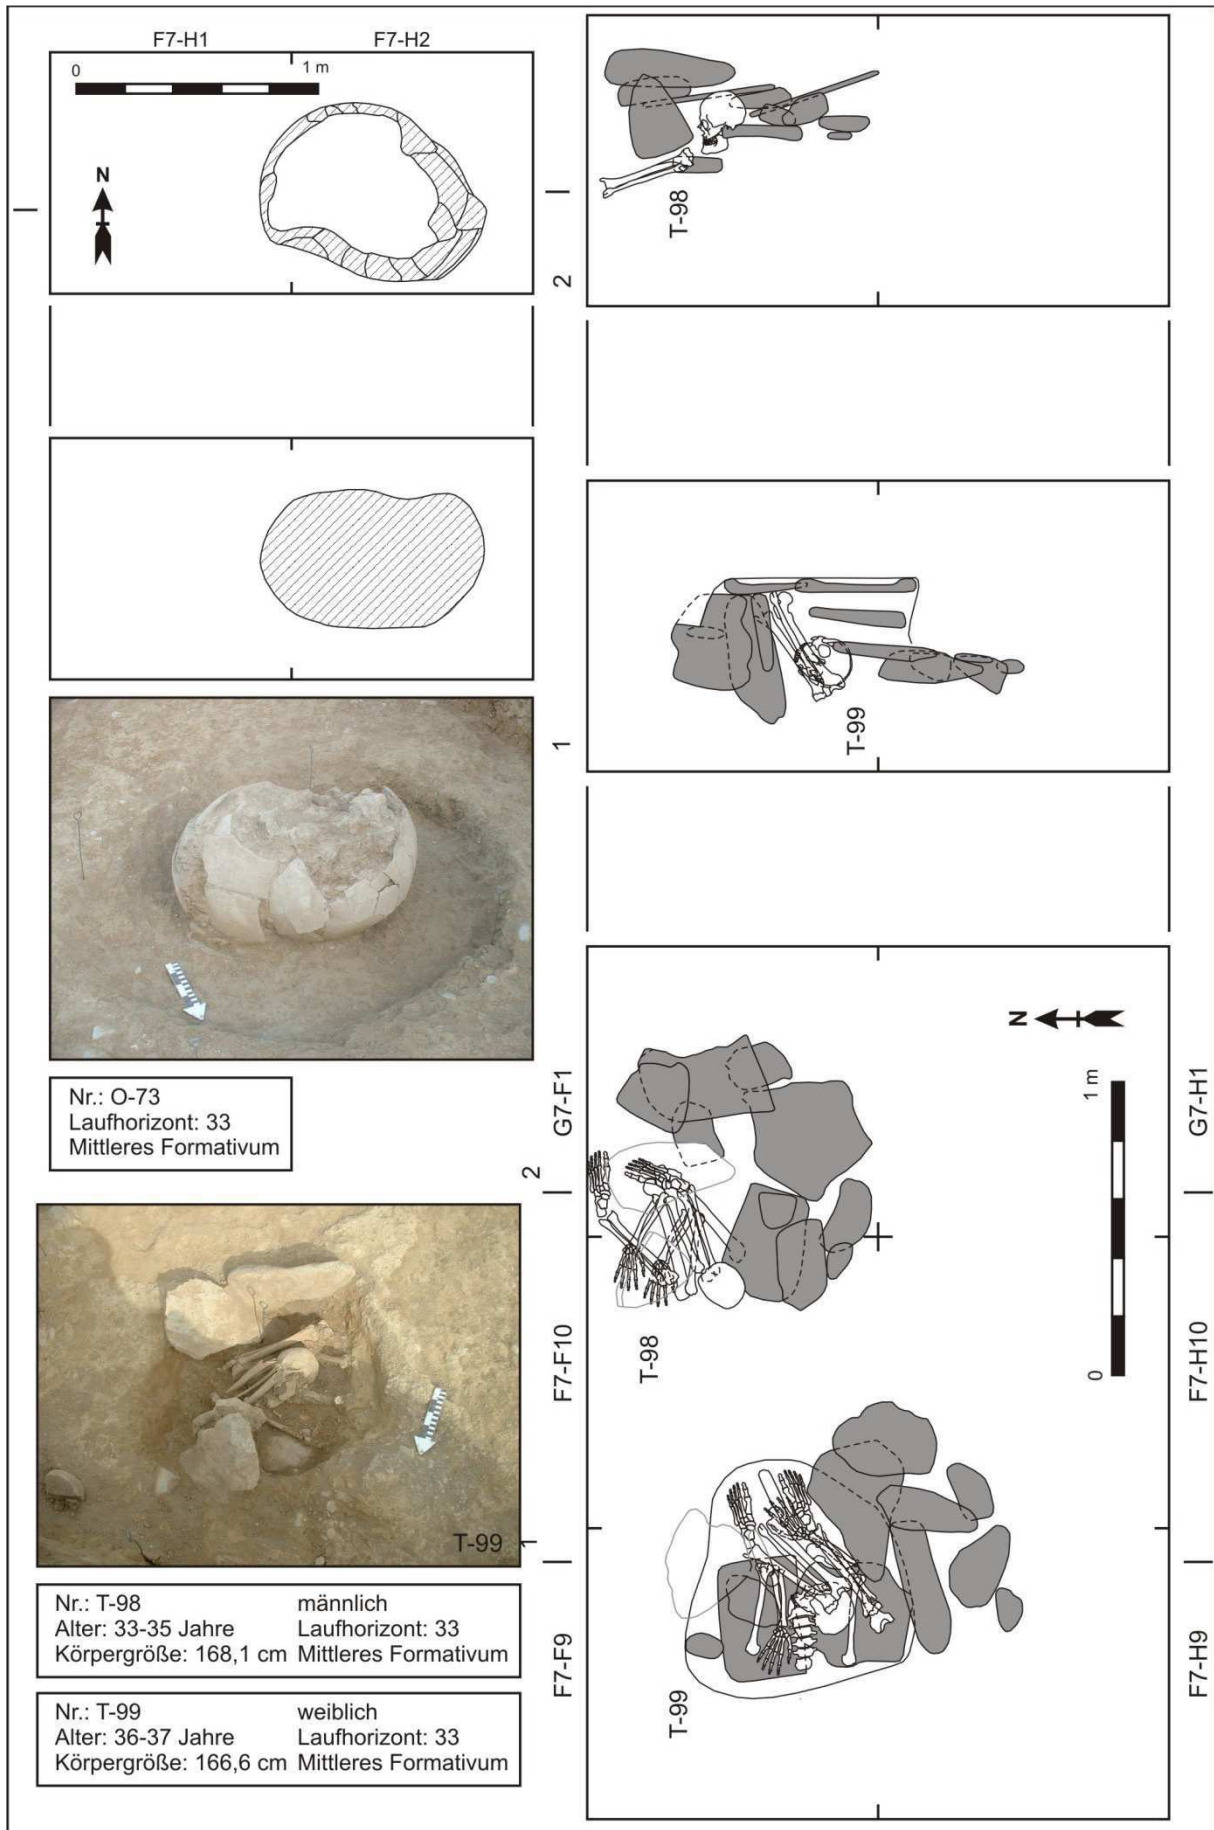 F7-H1 F7-H2
0 1 m
N
Nr.: O-73
Laufhorizont: 33
Mittleres Formativum
T-99
Nr.: T-98 männlich
Alter: 33-35 Jahre Laufhorizont: 33
Körpergröße: 168,1 cm Mittleres Formativum
Nr.: T-99 weiblich
Alter: 36-37 Jahre Laufhorizont: 33
Körpergröße: 166,6 cm Mittleres Formativum
2
T-98
1
T-99
G7-F1
2
F7-F10
1
F7-F9
T-98
T-99
N
0 1 m
G7-H1
F7-H10
F7-H9